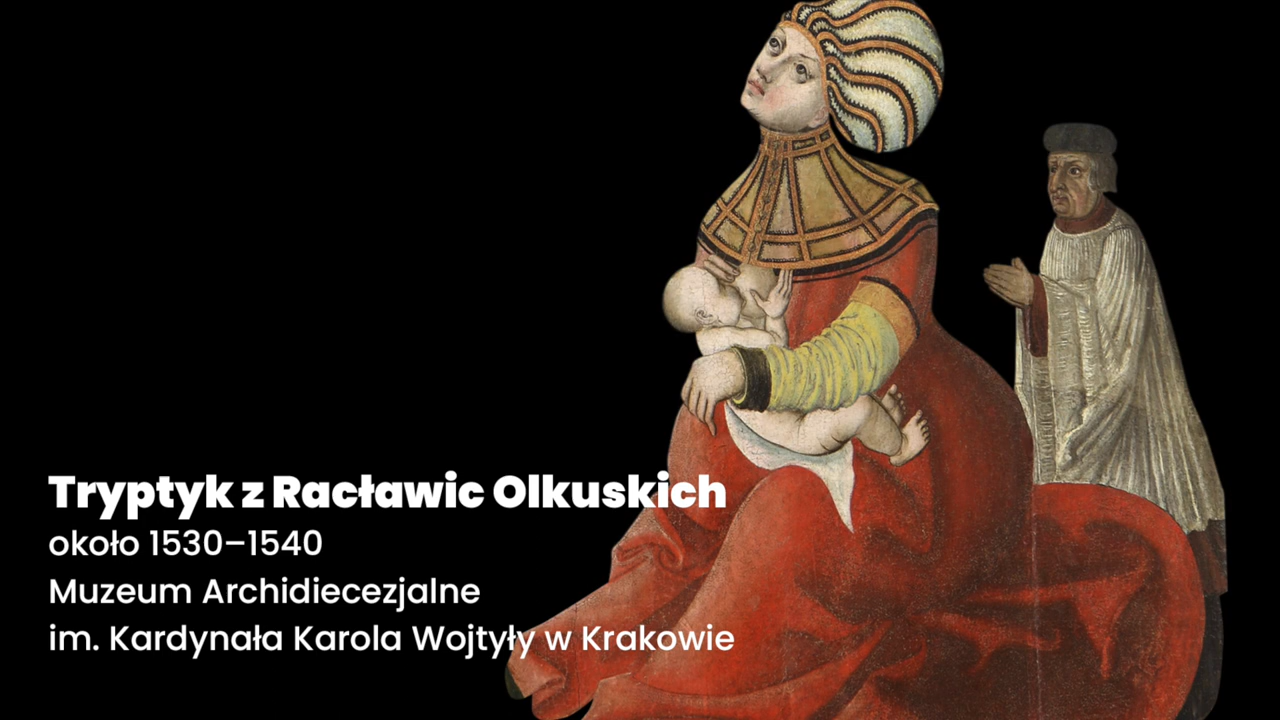 Tryptyk z Racławic Olkuskich
około 1530–1540
Muzeum Archidiecezjalne
im. Kardynała Karola Wojtyły w Krakowie